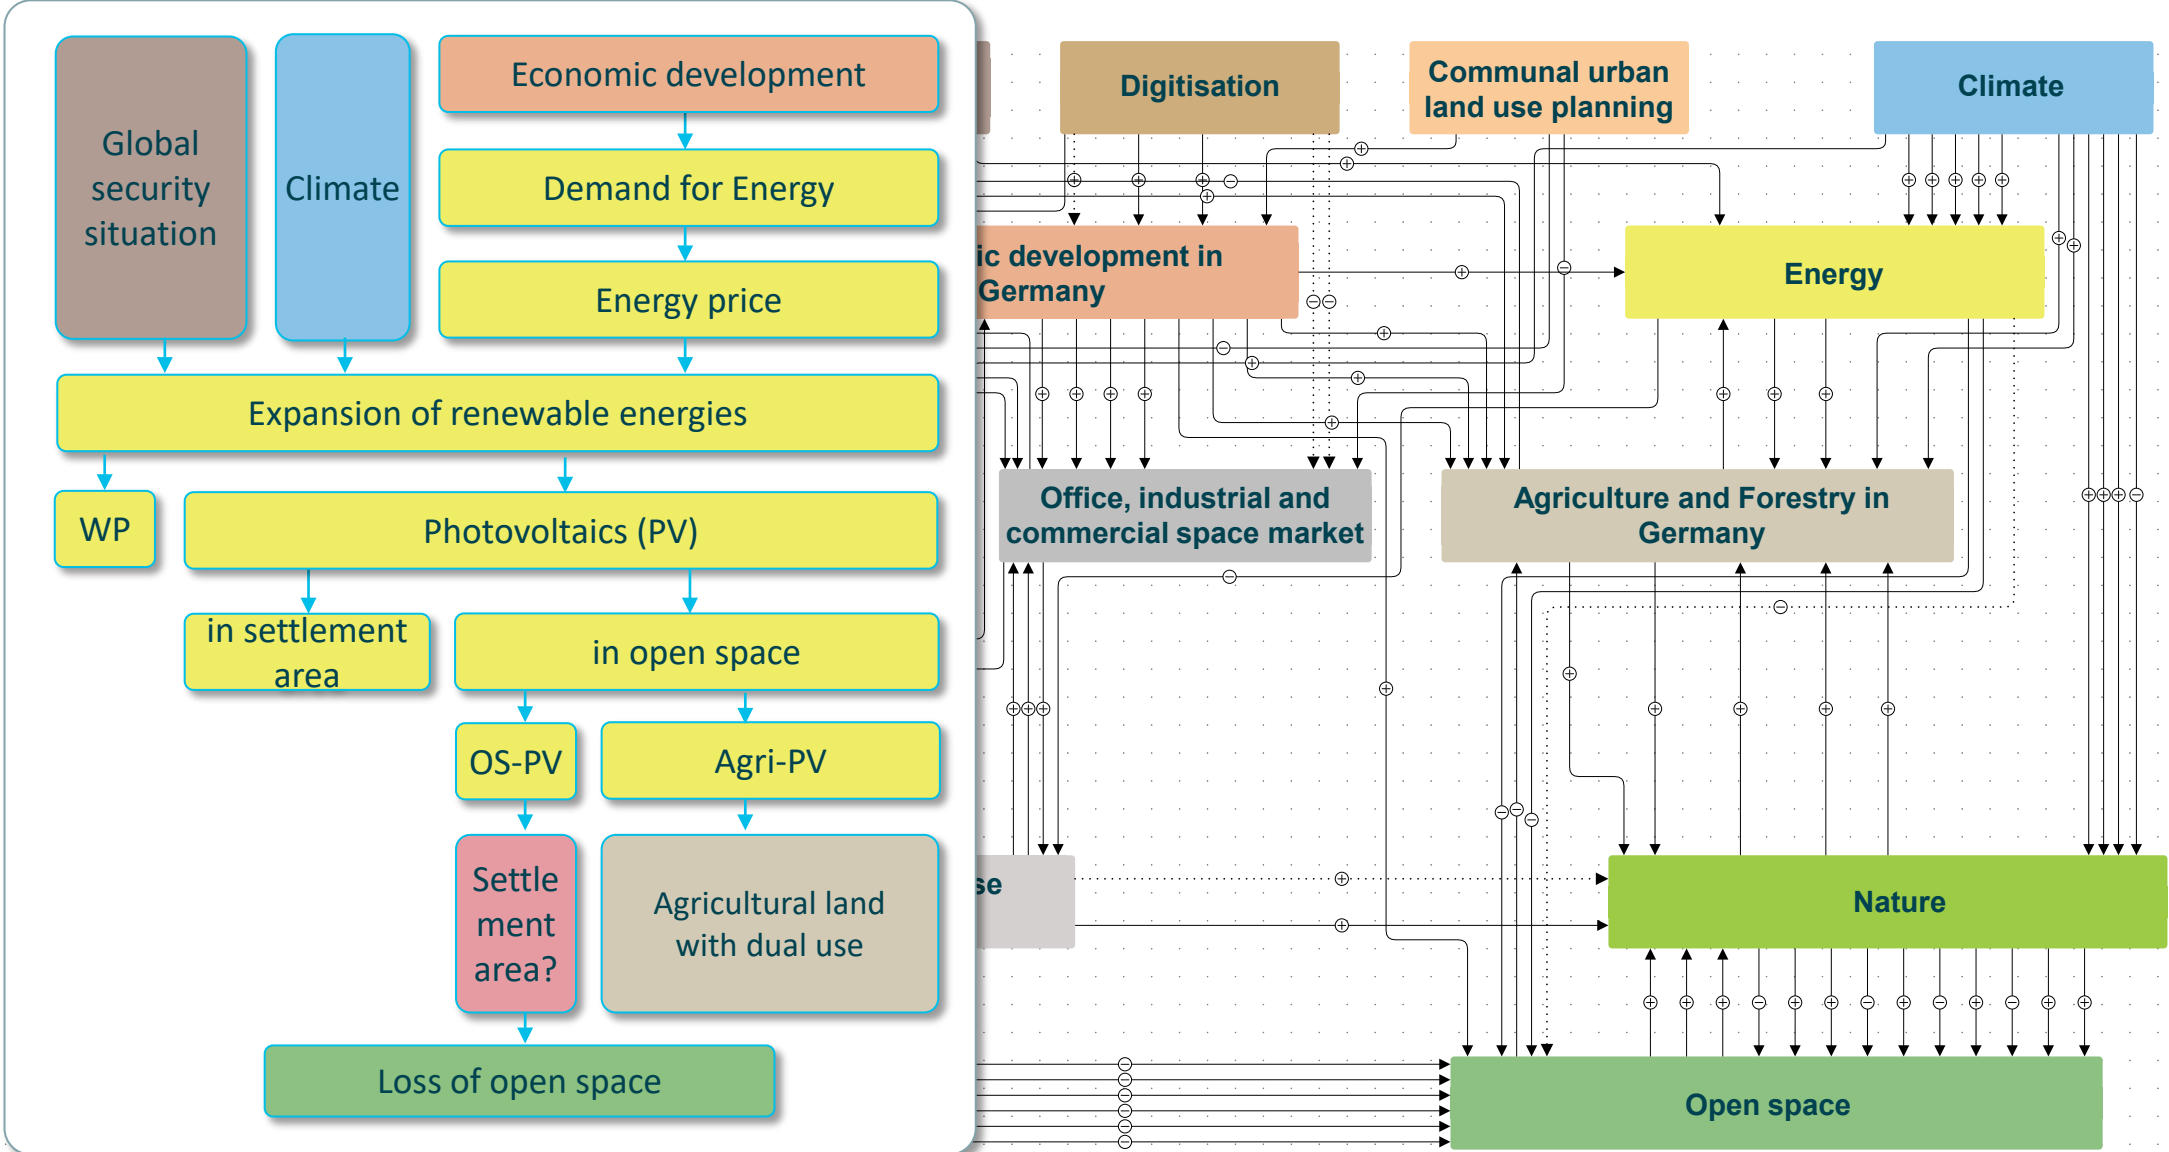 Economic development
Global
security
situation
Climate
Demand for Energy
Energy price
Expansion of renewable energies
WP
Photovoltaics (PV)
in settlement
area
in open space
OS-PV
Agri-PV
Settle
ment
area?
Agricultural land
with dual use
Loss of open space
Digitisation
Communal urban
land use planning
Climate
ic development in
Germany
Energy
Office, industrial and
commercial space market
Agriculture and Forestry in
Germany
se
Nature
Open space